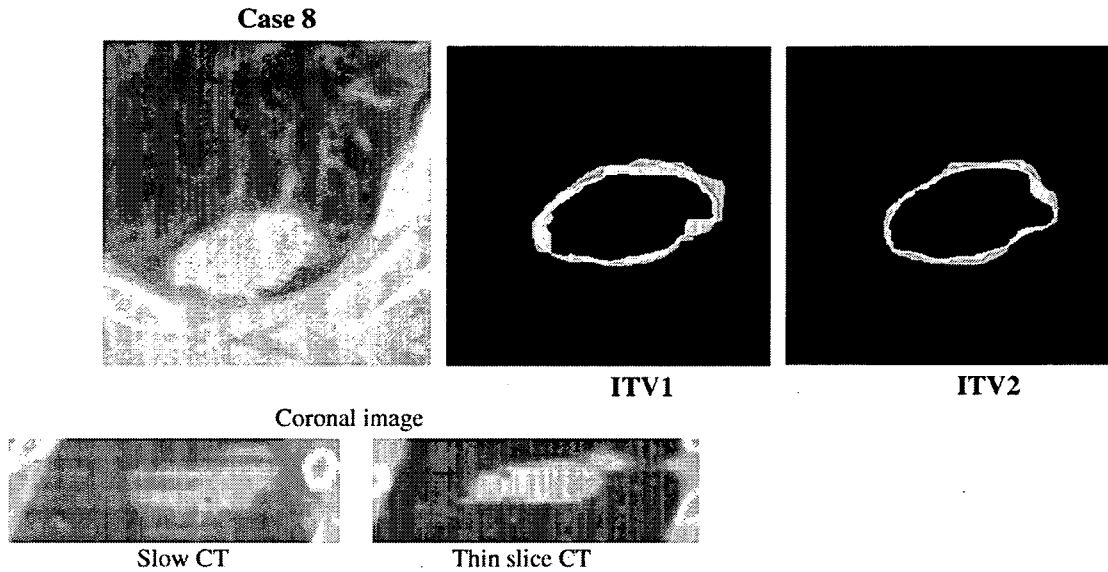 Case 8
ITV1
ITV2
Coronal image
Slow CT
Thin slice CT